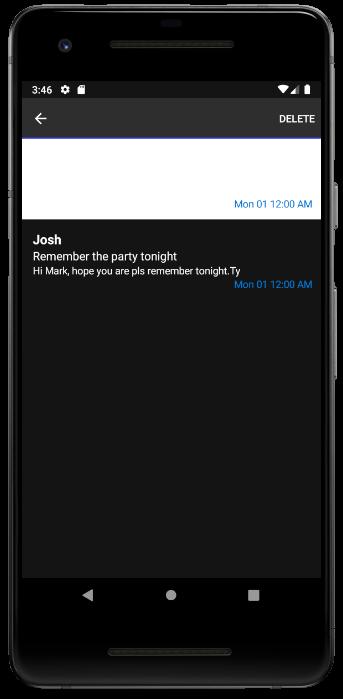 3:46
DELETE
Mon 01 12:00 AM
Josh
Remember the party tonight
Hi Mark, hope you are pls remember tonight.Ty
Mon 01 12:00 AM